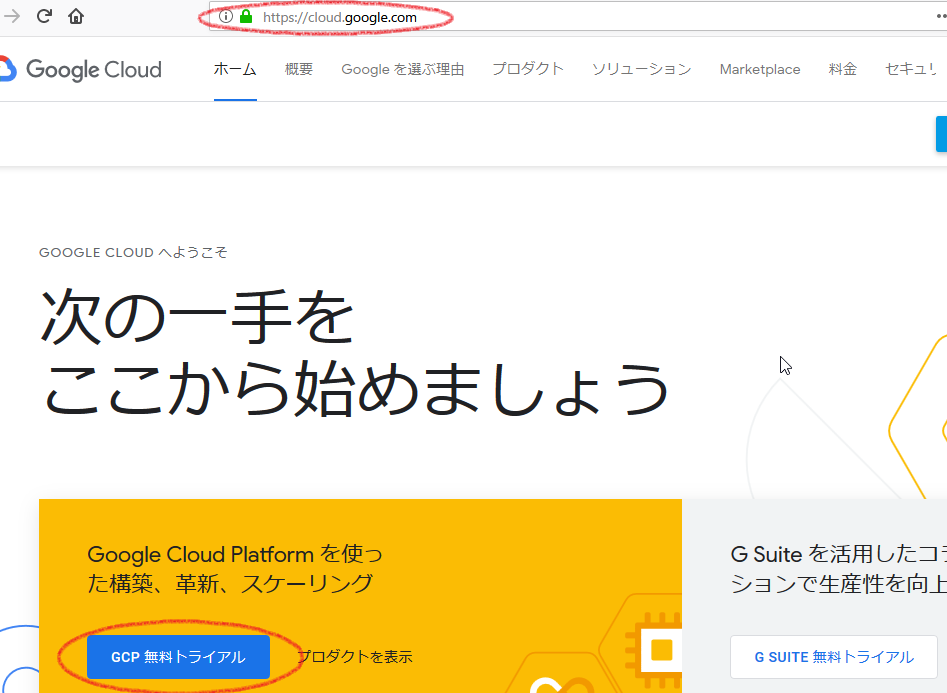 https://cloud.google.com
Google Cloud
ホーム 概要 Google を選ぶ理由 プロダクト ソリューション Marketplace 料金 セキュリ
GOOGLE CLOUD へようこそ
次の一手を
ここから始めましょう
Google Cloud Platform を使っ
た構築、革新、スケーリング
GCP 無料トライアル
プロダクトを表示
G Suite を活用したコラ
ションで生産性を向上
G SUITE 無料トライアル